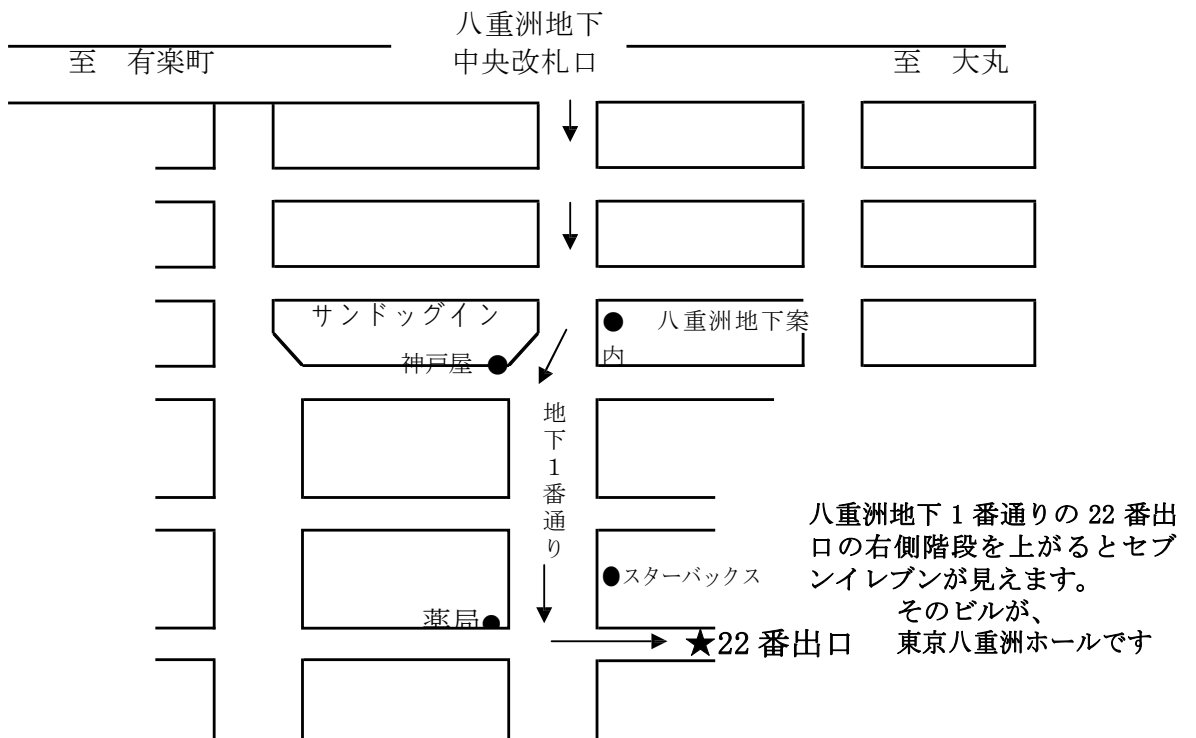 八重洲地下
中央改札口
至　有楽町
至　大丸
サンドッグイン
神戸屋
八重洲地下案
内
地下1番通り
スターバックス
薬局
★22 番出口
八重洲地下 1 番通りの 22 番出
口の右側階段を上がるとセブ
ンイレブンが見えます。
そのビルが、
東京八重洲ホールです